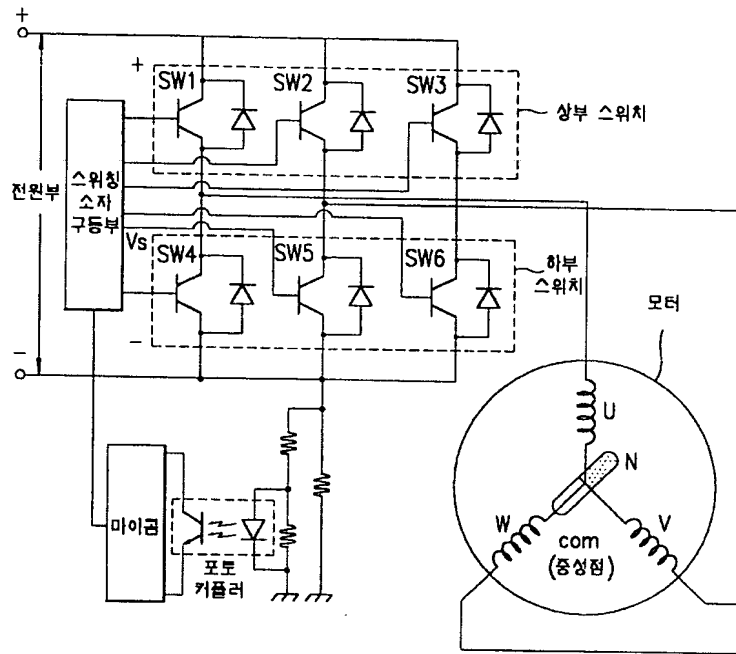 +
+
SW1
SW2
SW3
상부 스위치
전원부
스위칭
소자
구동부
Vs
SW4
SW5
SW6
하부
스위치
-
-
모터
U
N
W
V
com
(중성점)
마이콤
포토
커플러